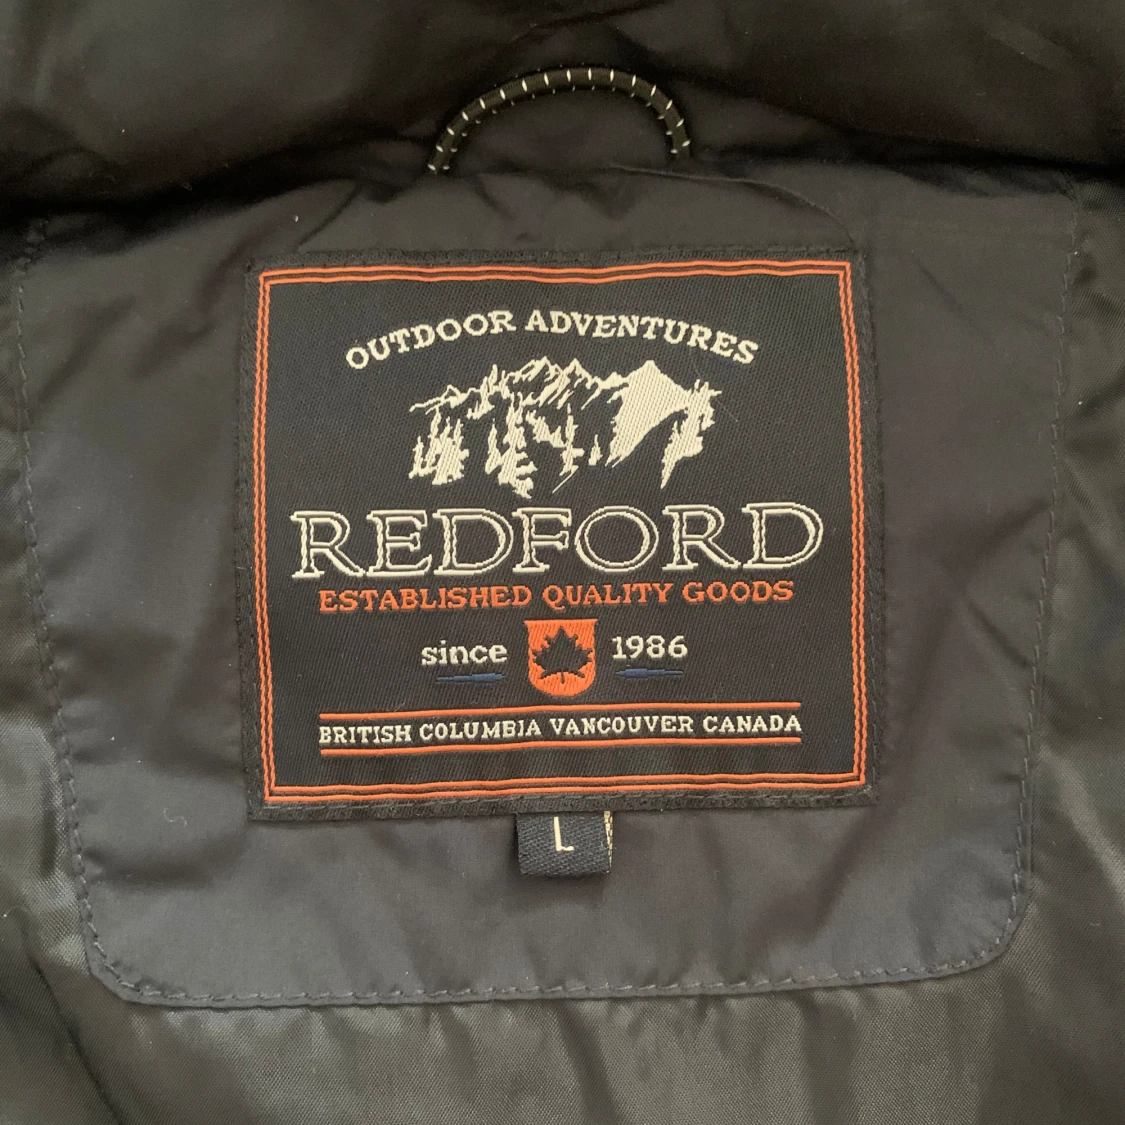 OUTDOOR ADVENTURES
REDFORD
ESTABLISHED QUALITY GOODS
since 1986
BRITISH COLUMBIA VANCOUVER CANADA
L